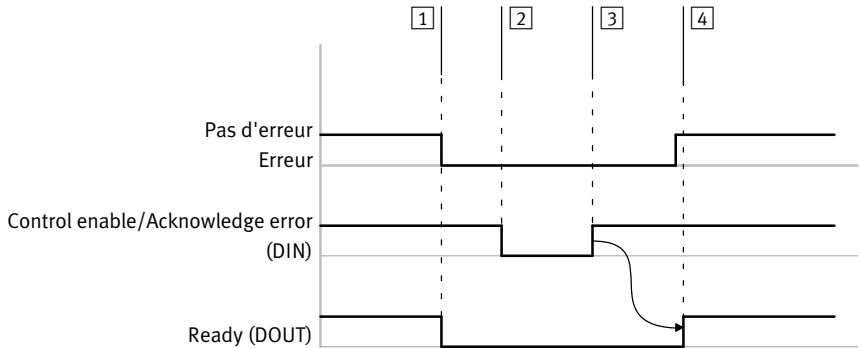 1 2 3 4
Pas d'erreur
Erreur
Control enable/Acknowledge error
(DIN)
Ready (DOUT)